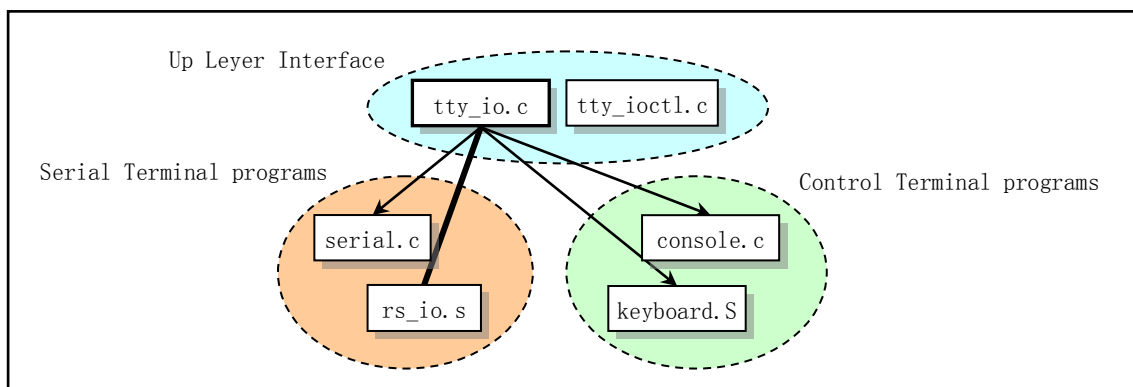 Up Leyer Interface
tty_io.c
tty_ioctl.c
Serial Terminal programs
Control Terminal programs
serial.c
console.c
rs_io.s
keyboard.S